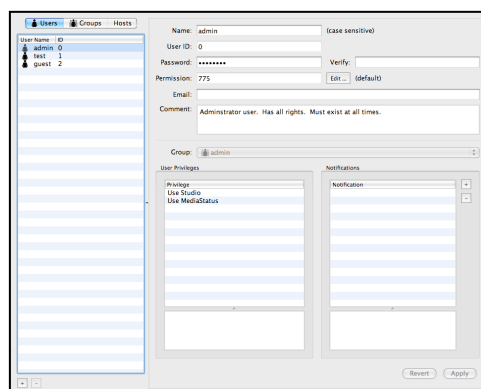 Users Groups Hosts
User Name ID
admin 0
test 1
guest 2
Name: admin (case sensitive)
User ID: 0
Password: •••••••• Verify:
Permission: 775 Edit... (default)
Email:
Comment: Adminstrator user. Has all rights. Must exist at all times.
Group: admin
User Privileges Notifications
Privilege Notification
Use Studio
Use MediaStatus
+
-
Revert Apply
+ -